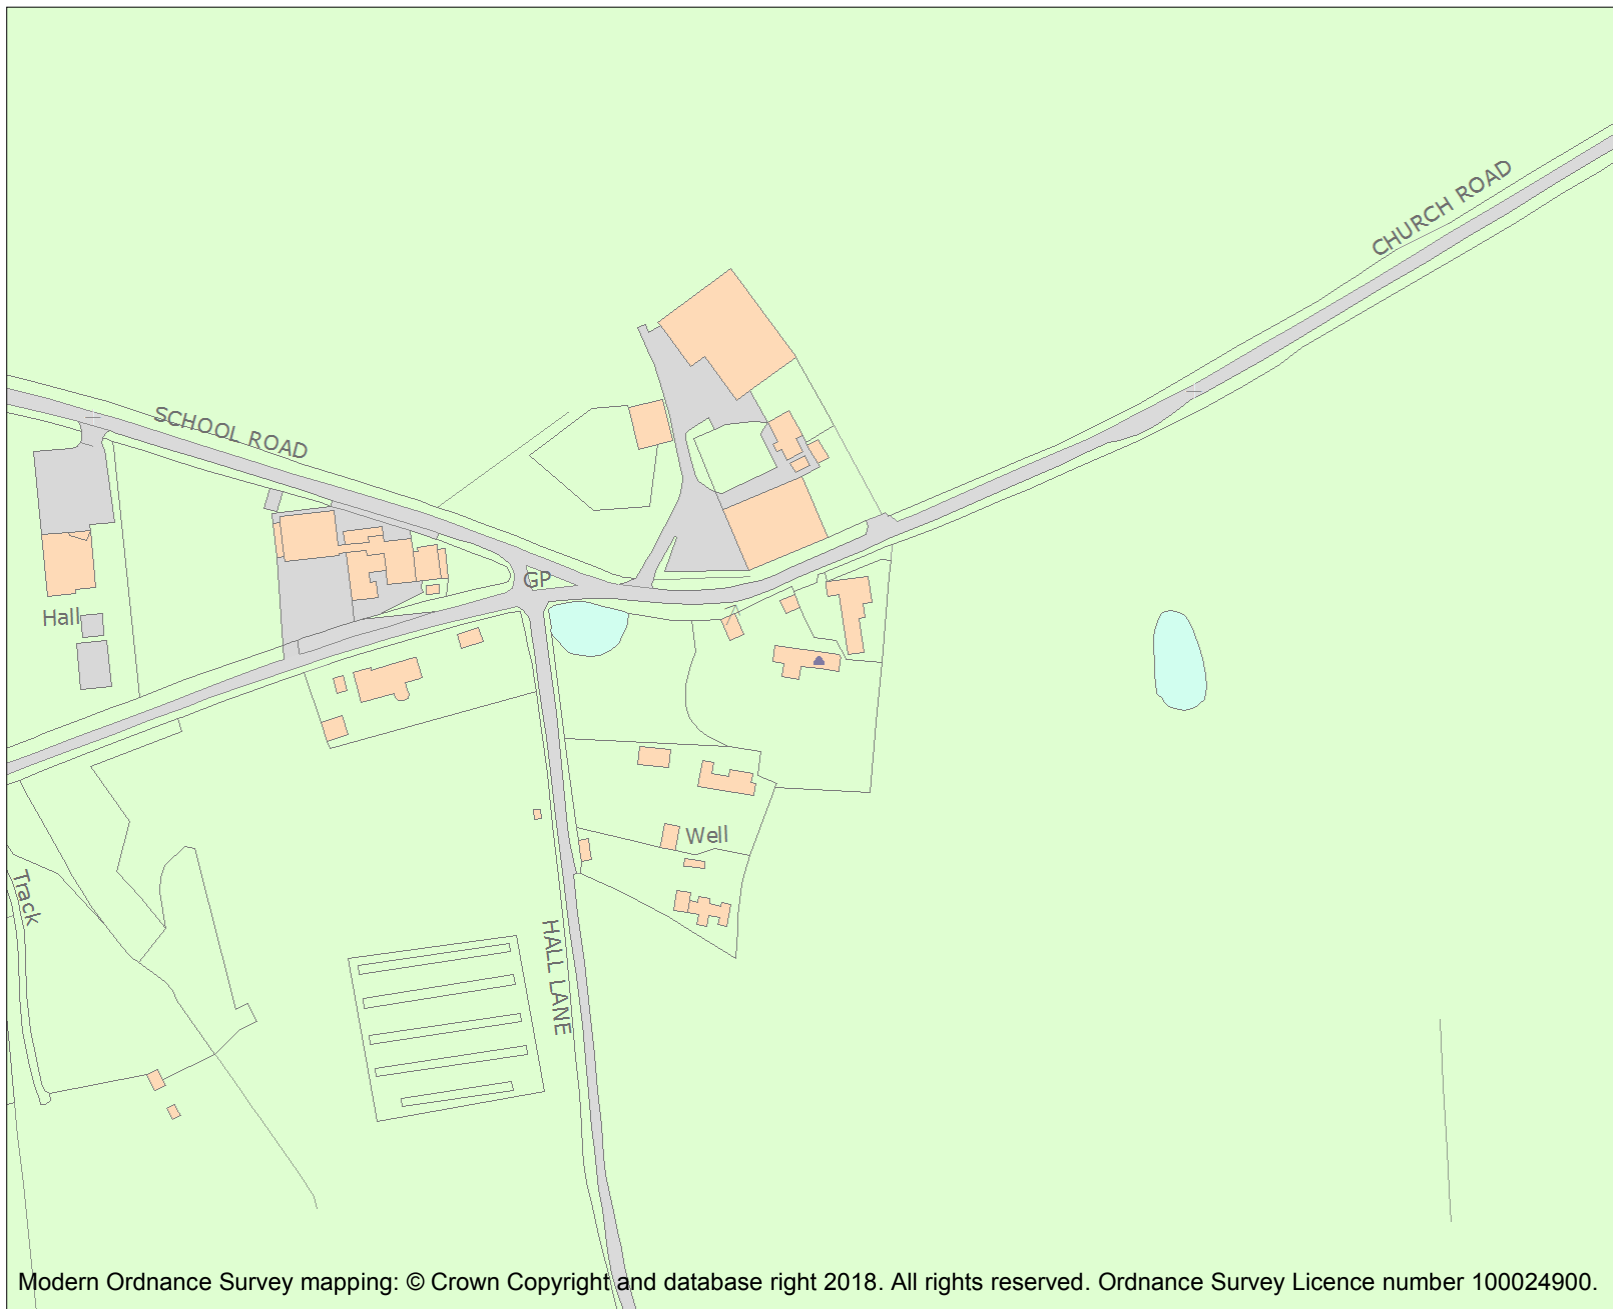 CHURCH ROAD
SCHOOL ROAD
GP
Hall
Well
Track
HALL LANE
Modern Ordnance Survey mapping: © Crown Copyright and database right 2018. All rights reserved. Ordnance Survey Licence number 100024900.